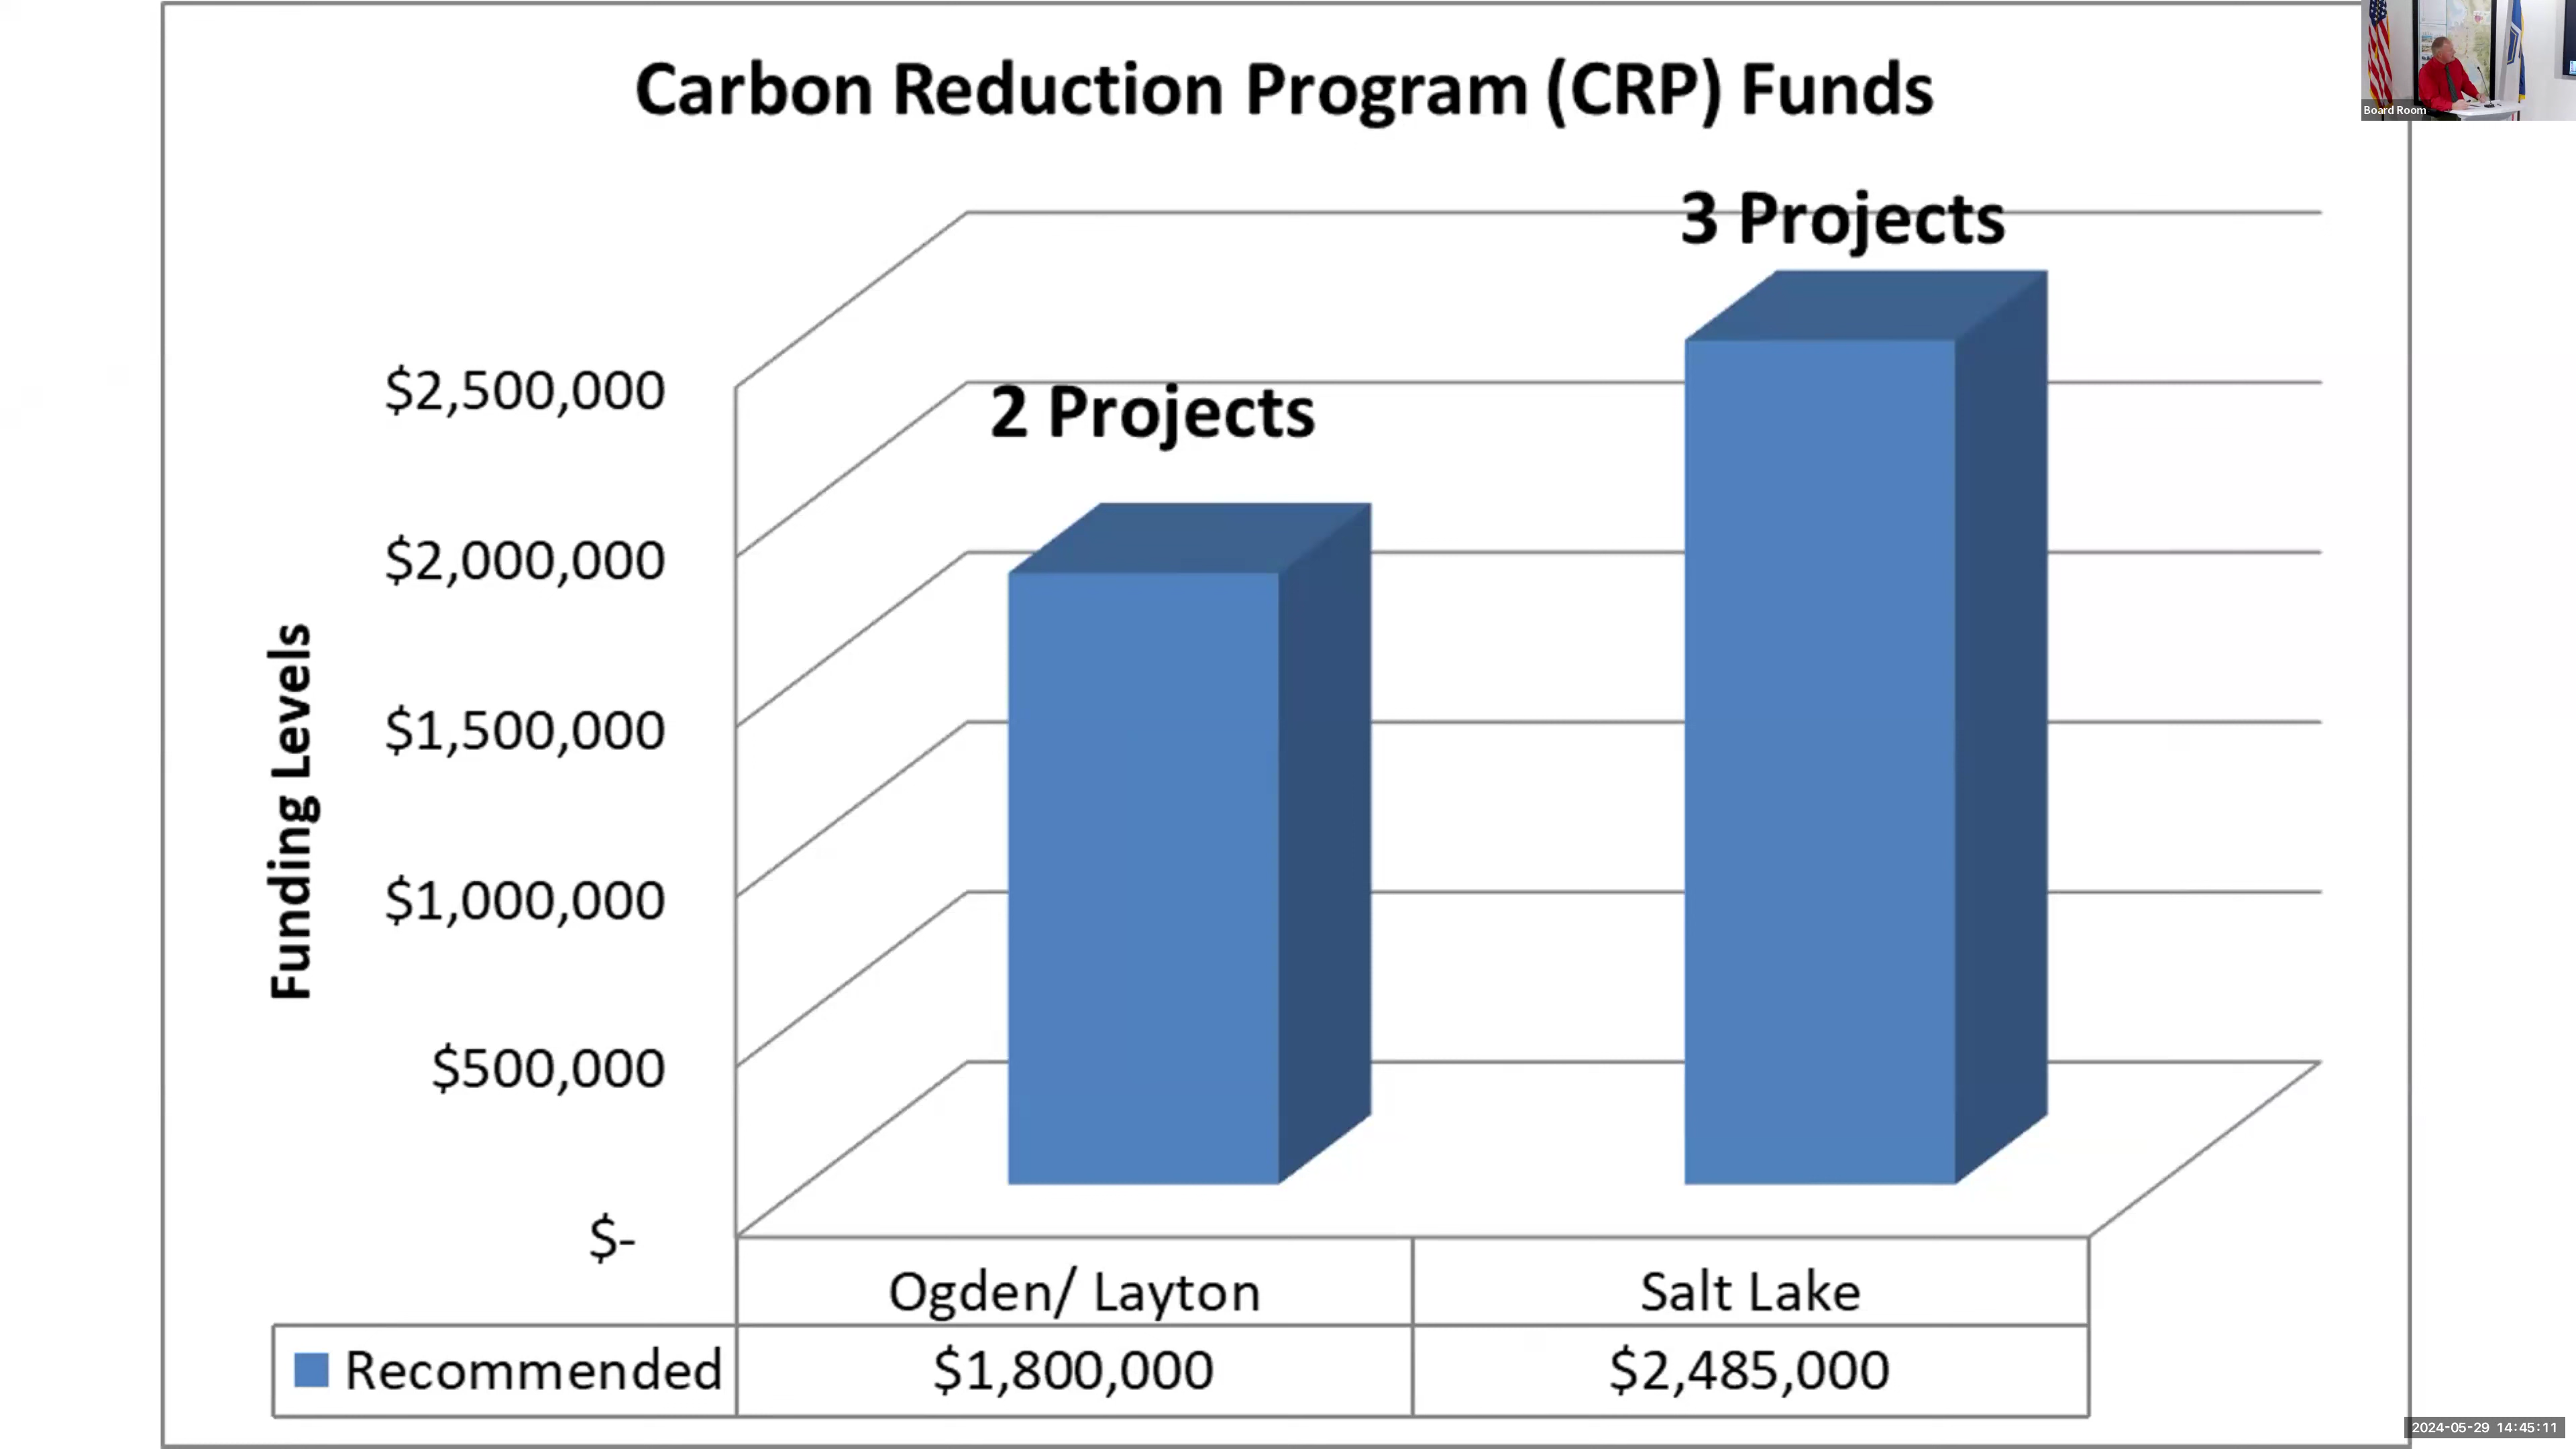 Carbon Reduction Program (CRP) Funds
Board Room
3 Projects
2 Projects
$2,500,000
$2,000,000
$1,500,000
$1,000,000
$500,000
$-
Funding Levels
Ogden/ Layton
Salt Lake
Recommended
$1,800,000
$2,485,000
2024-05-29 14:45:11